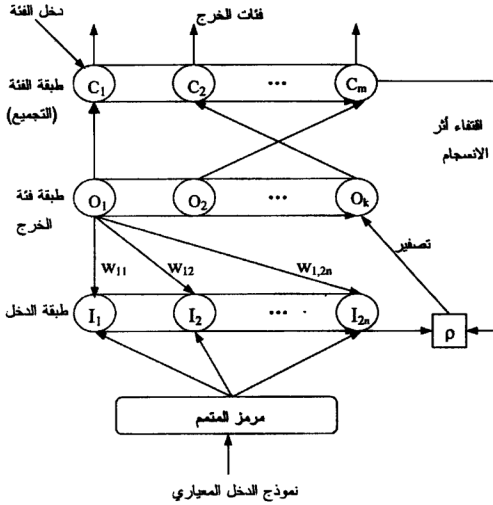 دخل الفئة
فئات الخرج
طبقة الفئة
(التجميع)
C1 C2 ... Cm
اقتفاء أثر
الانسجام
طبقة فئة
الخرج
O1 O2 ... Ok
تصفير
W11 W12 W1,2n
طبقة الدخل
I1 I2 ... I2n
ρ
مرمز المتمم
نموذج الدخل المعياري